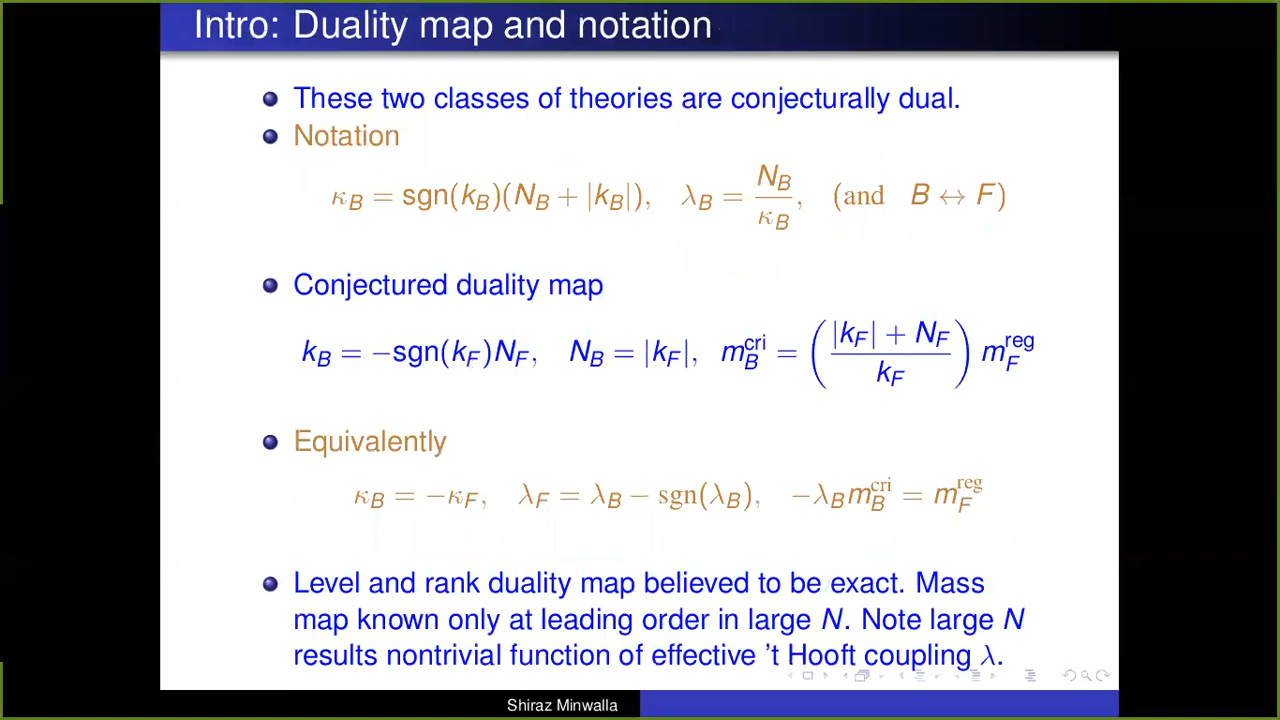 Intro: Duality map and notation
These two classes of theories are conjecturally dual.
Notation
κ_B = sgn(k_B)(N_B + |k_B|),   λ_B = N_B/κ_B,   (and   B ↔ F)
Conjectured duality map
k_B = −sgn(k_F)N_F,   N_B = |k_F|,   m_B^cri = ((|k_F| + N_F)/k_F) m_F^reg
Equivalently
κ_B = −κ_F,   λ_F = λ_B − sgn(λ_B),   −λ_B m_B^cri = m_F^reg
Level and rank duality map believed to be exact. Mass
map known only at leading order in large N. Note large N
results nontrivial function of effective 't Hooft coupling λ.
Shiraz Minwalla